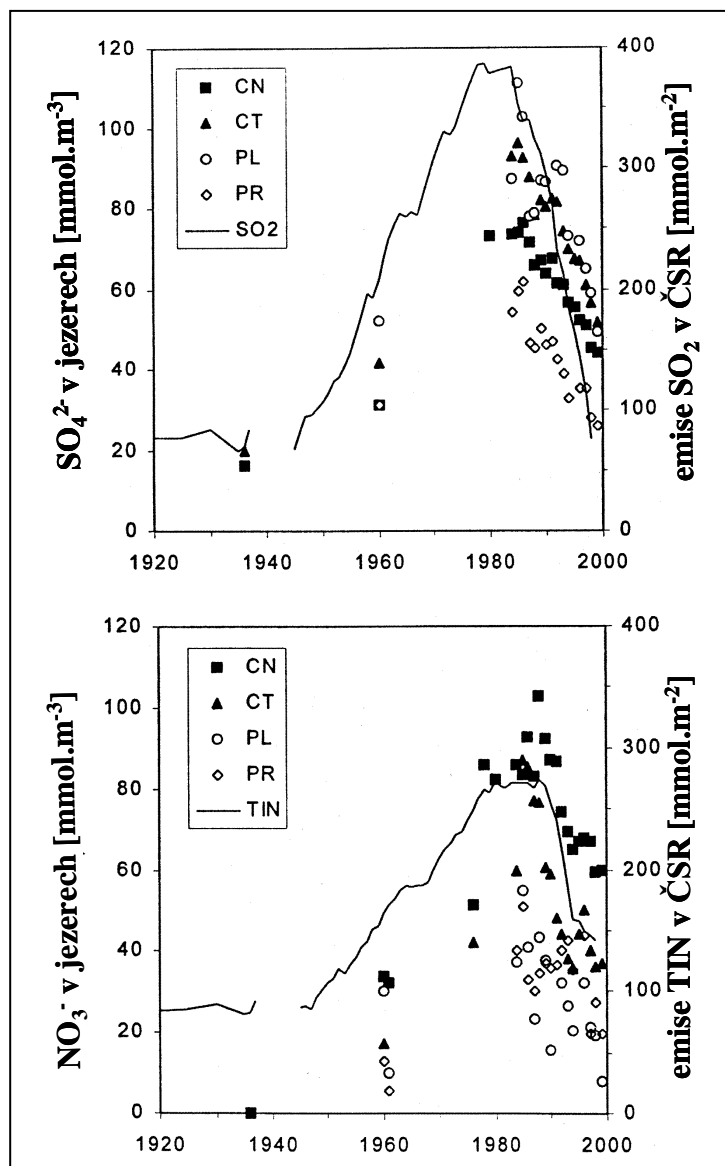 SO₄²⁻ v jezerech [mmol.m⁻³]
120
100
80
60
40
20
0
CN
CT
PL
PR
SO2
400
300
200
100
0
emise SO₂ v ČSR [mmol.m⁻²]
1920
1940
1960
1980
2000
NO₃⁻ v jezerech [mmol.m⁻³]
120
100
80
60
40
20
0
CN
CT
PL
PR
TIN
400
300
200
100
0
emise TIN v ČSR [mmol.m⁻²]
1920
1940
1960
1980
2000